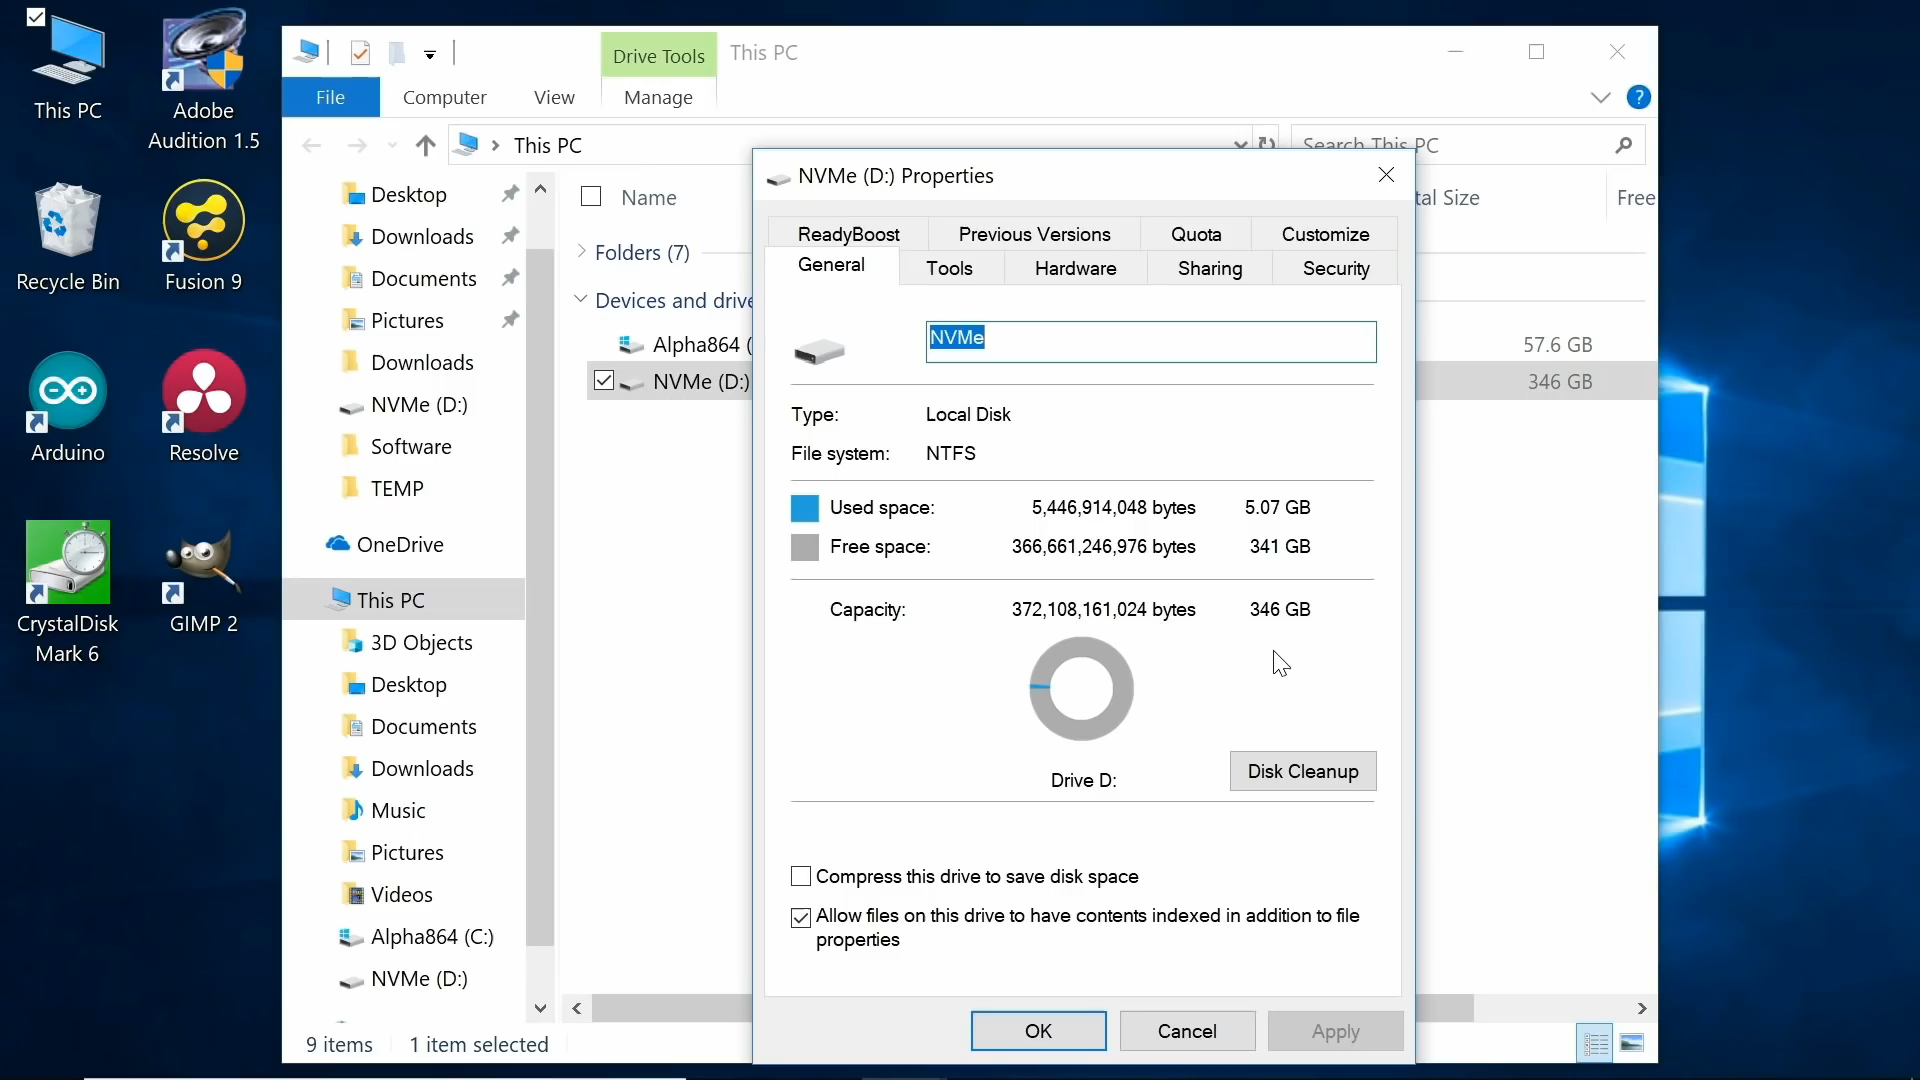 This PC
Adobe
Audition 1.5
Recycle Bin
Fusion 9
Arduino
Resolve
CrystalDisk
Mark 6
GIMP 2
Drive Tools
This PC
File
Computer
View
Manage
?
This PC
Search This PC
Desktop
Downloads
Documents
Pictures
Downloads
NVMe (D:)
Software
TEMP
OneDrive
This PC
3D Objects
Desktop
Documents
Downloads
Music
Pictures
Videos
Alpha864 (C:)
NVMe (D:)
Name
tal Size
Free
Folders (7)
Devices and drive
Alpha864 (
57.6 GB
NVMe (D:)
346 GB
NVMe (D:) Properties
ReadyBoost
Previous Versions
Quota
Customize
General
Tools
Hardware
Sharing
Security
NVMe
Type:
Local Disk
File system:
NTFS
Used space:
5,446,914,048 bytes
5.07 GB
Free space:
366,661,246,976 bytes
341 GB
Capacity:
372,108,161,024 bytes
346 GB
Drive D:
Disk Cleanup
Compress this drive to save disk space
Allow files on this drive to have contents indexed in addition to file
properties
OK
Cancel
Apply
9 items
1 item selected